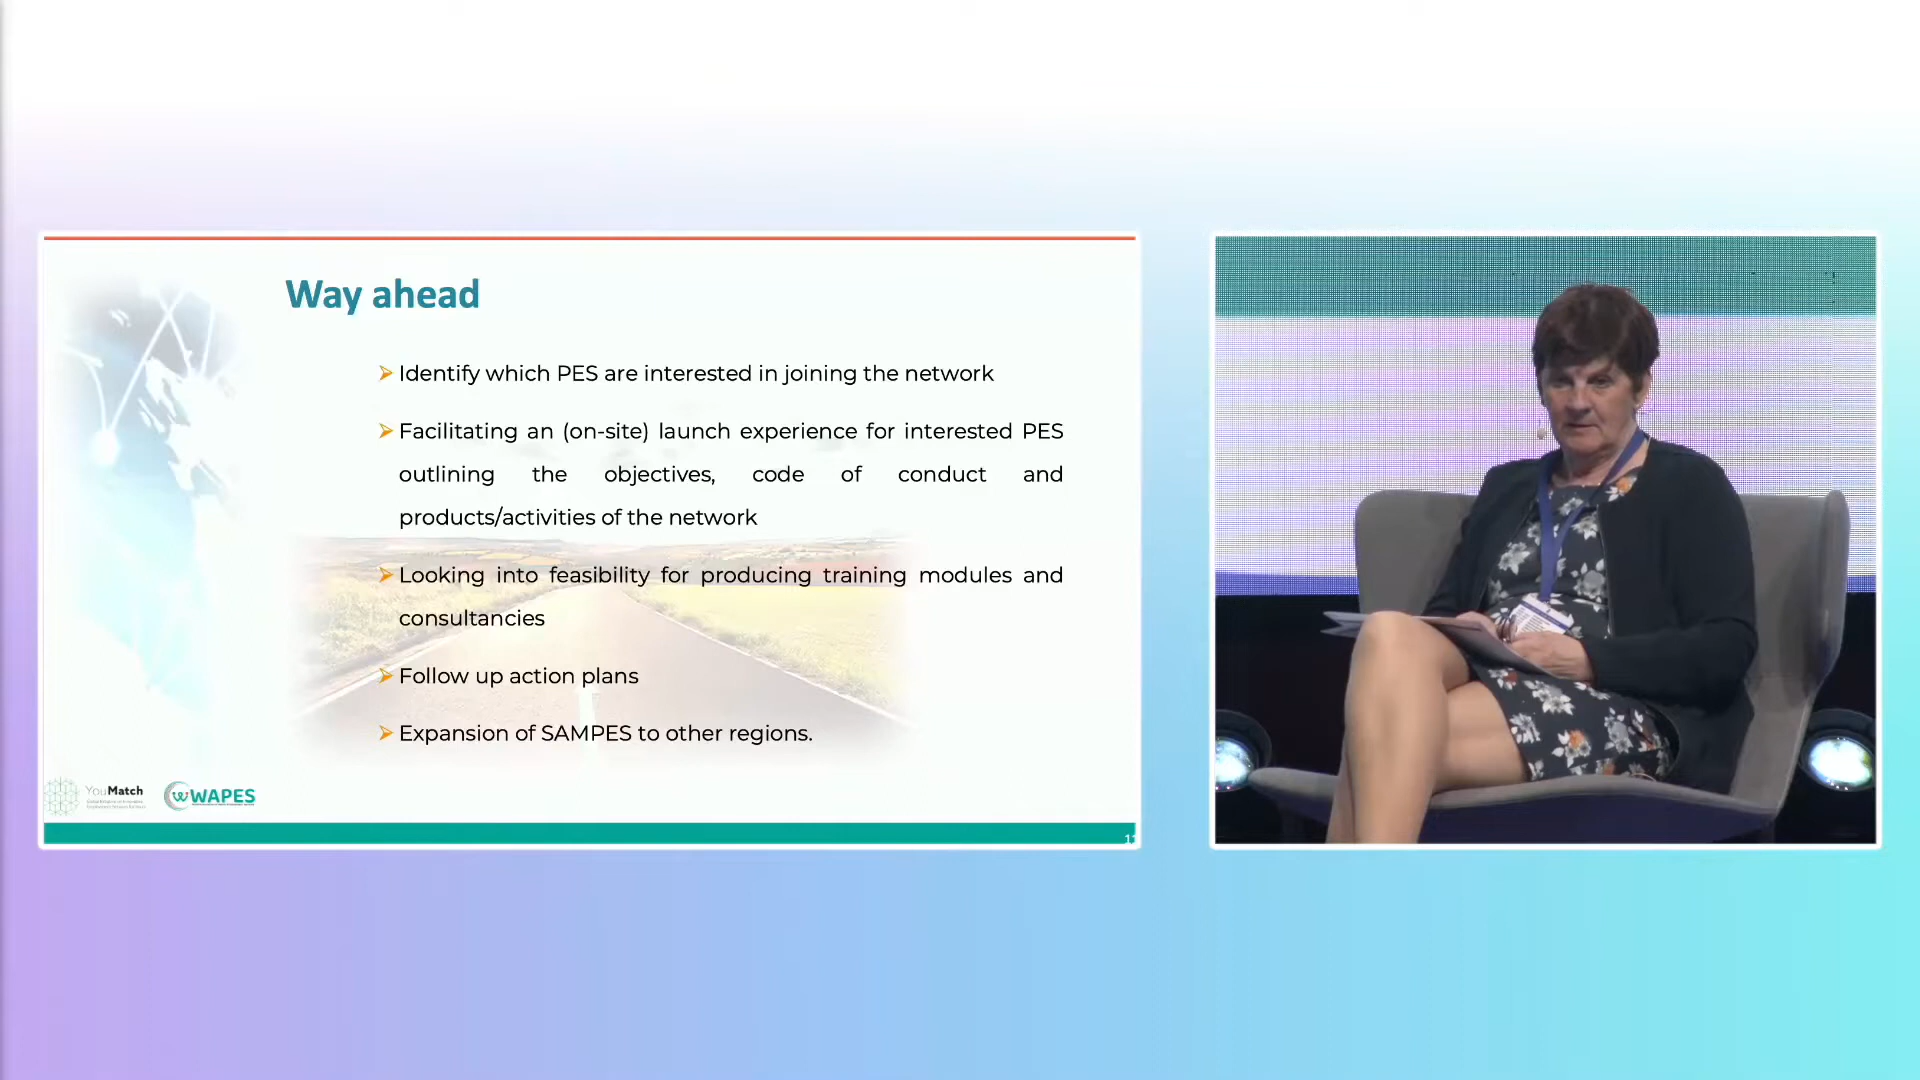 Way ahead
Identify which PES are interested in joining the network
Facilitating an (on-site) launch experience for interested PES
outlining the objectives, code of conduct and
products/activities of the network
Looking into feasibility for producing training modules and
consultancies
Follow up action plans
Expansion of SAMPES to other regions.
YouMatch
WAPES